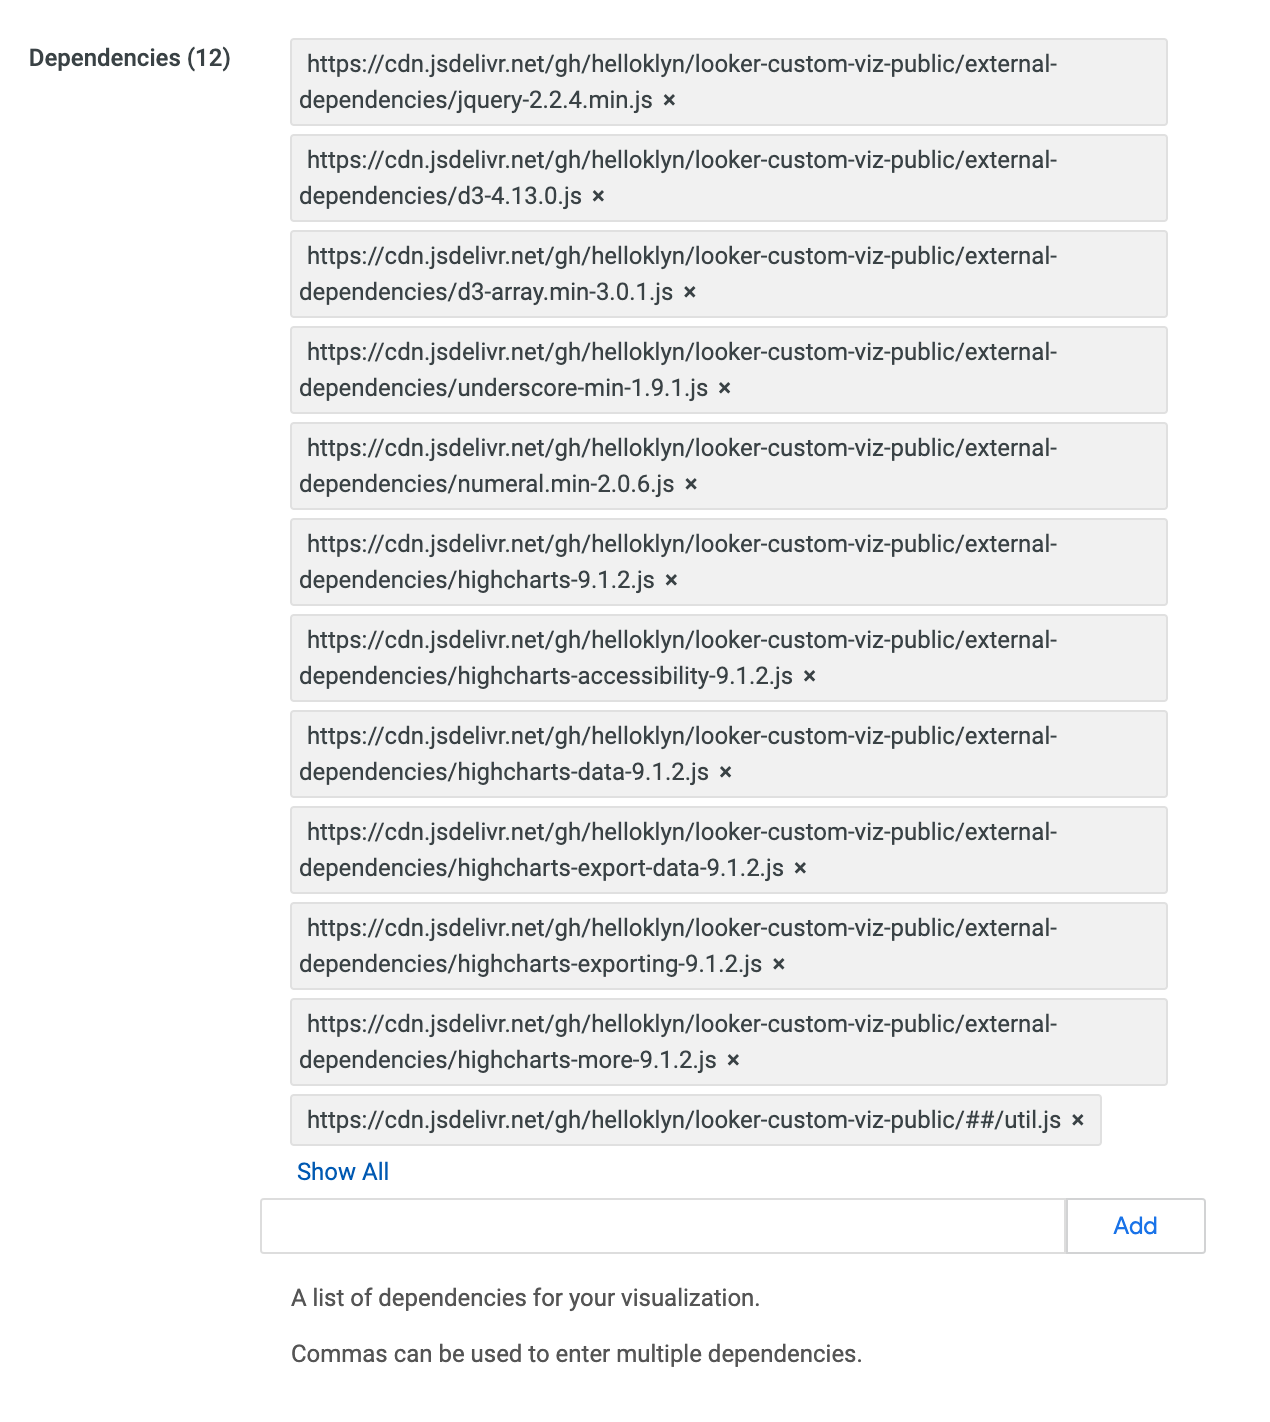 Dependencies (12)
https://cdn.jsdelivr.net/gh/helloklyn/looker-custom-viz-public/external-
dependencies/jquery-2.2.4.min.js ×
https://cdn.jsdelivr.net/gh/helloklyn/looker-custom-viz-public/external-
dependencies/d3-4.13.0.js ×
https://cdn.jsdelivr.net/gh/helloklyn/looker-custom-viz-public/external-
dependencies/d3-array.min-3.0.1.js ×
https://cdn.jsdelivr.net/gh/helloklyn/looker-custom-viz-public/external-
dependencies/underscore-min-1.9.1.js ×
https://cdn.jsdelivr.net/gh/helloklyn/looker-custom-viz-public/external-
dependencies/numeral.min-2.0.6.js ×
https://cdn.jsdelivr.net/gh/helloklyn/looker-custom-viz-public/external-
dependencies/highcharts-9.1.2.js ×
https://cdn.jsdelivr.net/gh/helloklyn/looker-custom-viz-public/external-
dependencies/highcharts-accessibility-9.1.2.js ×
https://cdn.jsdelivr.net/gh/helloklyn/looker-custom-viz-public/external-
dependencies/highcharts-data-9.1.2.js ×
https://cdn.jsdelivr.net/gh/helloklyn/looker-custom-viz-public/external-
dependencies/highcharts-export-data-9.1.2.js ×
https://cdn.jsdelivr.net/gh/helloklyn/looker-custom-viz-public/external-
dependencies/highcharts-exporting-9.1.2.js ×
https://cdn.jsdelivr.net/gh/helloklyn/looker-custom-viz-public/external-
dependencies/highcharts-more-9.1.2.js ×
https://cdn.jsdelivr.net/gh/helloklyn/looker-custom-viz-public/##/util.js ×
Show All
Add
A list of dependencies for your visualization.
Commas can be used to enter multiple dependencies.